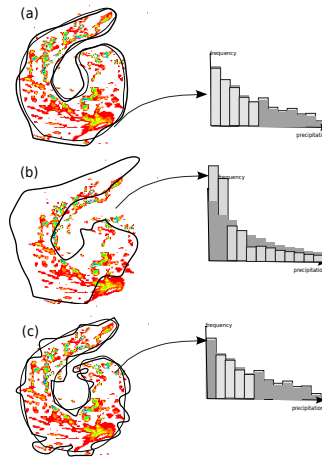 (a)
frequency
precipitation
(b)
frequency
precipitation
(c)
frequency
precipitation